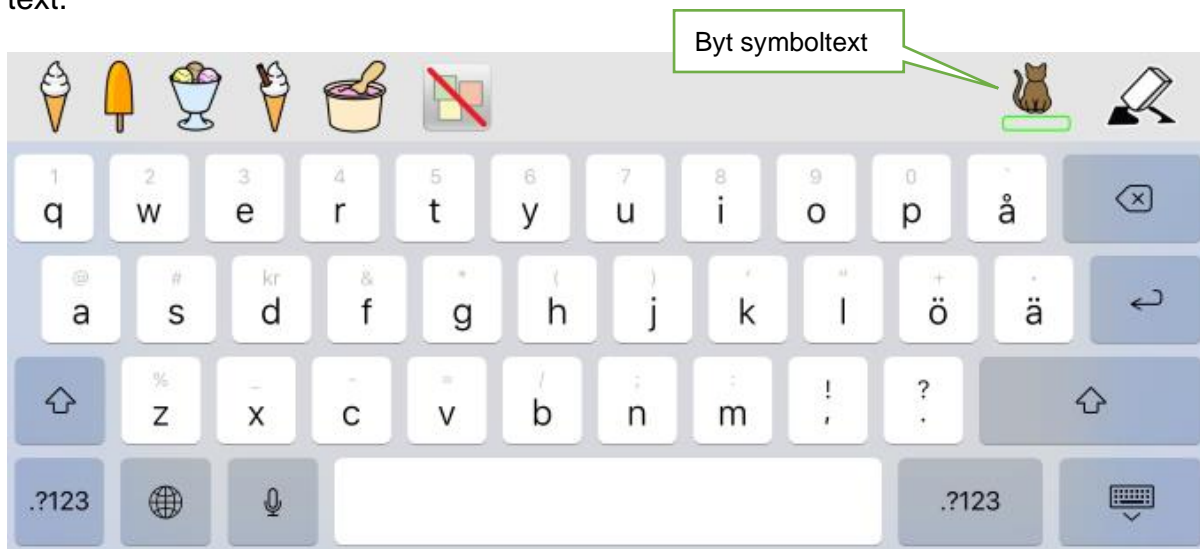 text.
Byt symboltext
1 2 3 4 5 6 7 8 9 0 `
q w e r t y u i o p å
@ # kr & * ( ) ' " +
a s d f g h j k l ö ä
% _ - = / ; : ! ?
z x c v b n m , .
.?123 .?123